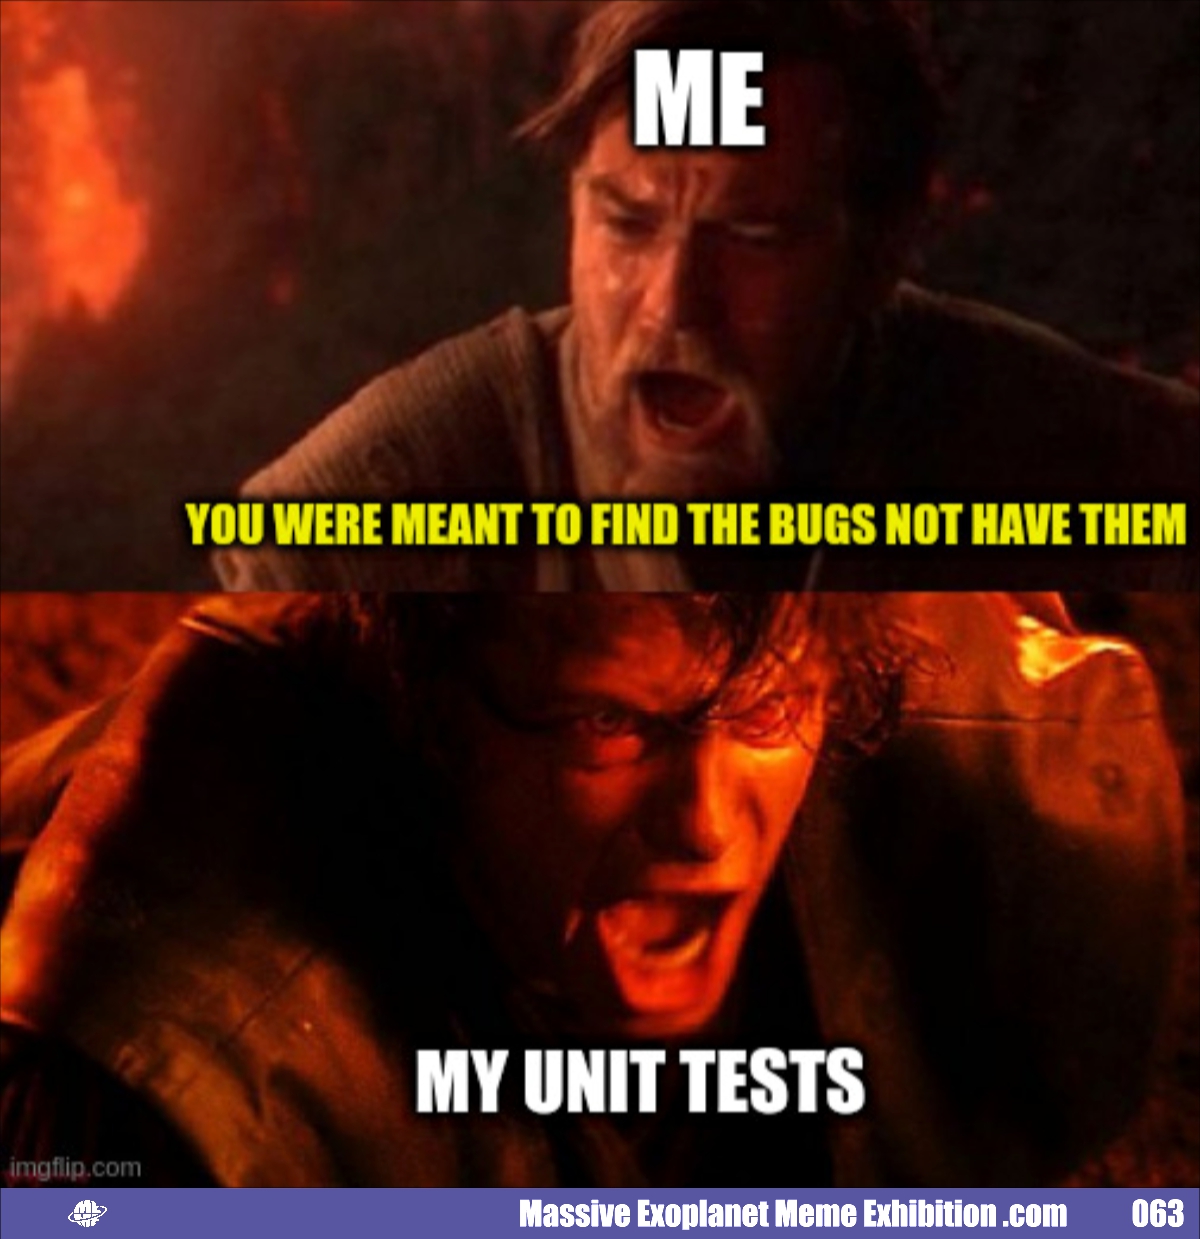 ME
YOU WERE MEANT TO FIND THE BUGS NOT HAVE THEM
MY UNIT TESTS
imgflip.com
Massive Exoplanet Meme Exhibition .com 063